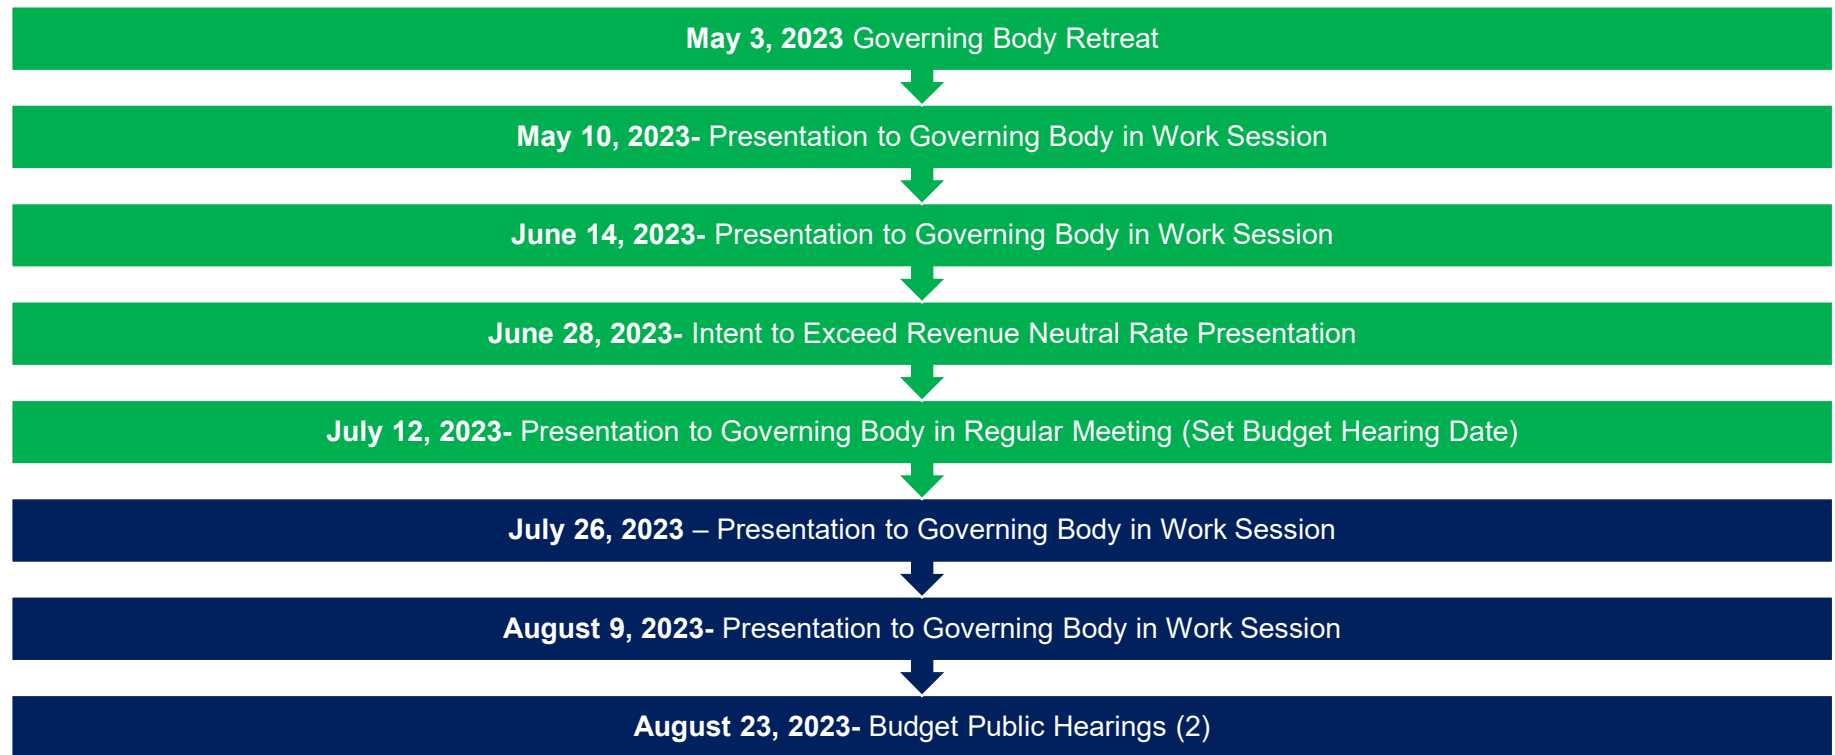 May 3, 2023 Governing Body Retreat
May 10, 2023- Presentation to Governing Body in Work Session
June 14, 2023- Presentation to Governing Body in Work Session
June 28, 2023- Intent to Exceed Revenue Neutral Rate Presentation
July 12, 2023- Presentation to Governing Body in Regular Meeting (Set Budget Hearing Date)
July 26, 2023 – Presentation to Governing Body in Work Session
August 9, 2023- Presentation to Governing Body in Work Session
August 23, 2023- Budget Public Hearings (2)